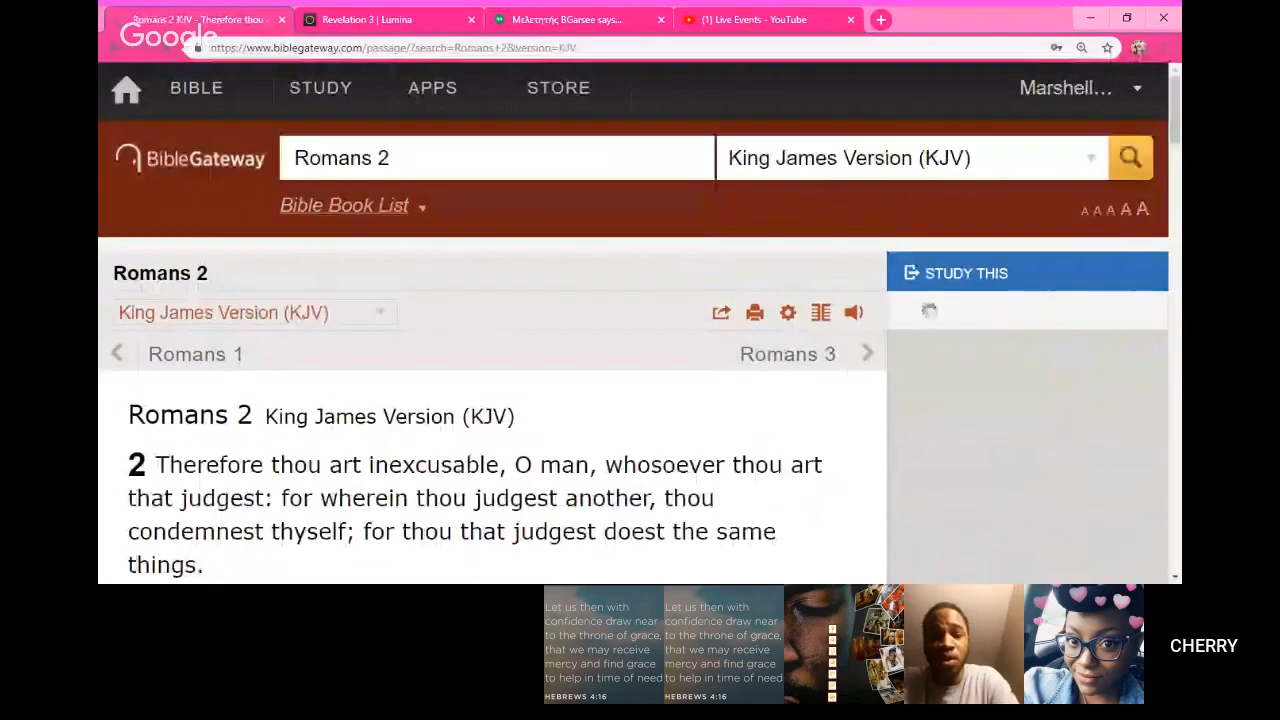 Romans 2 KJV - Therefore thou
Revelation 3 | Lumina
Μελετητής BGarsee says...
(1) Live Events - YouTube
Google
https://www.biblegateway.com/passage/?search=Romans+2&version=KJV
BIBLE STUDY APPS STORE Marshell...
BibleGateway Romans 2 King James Version (KJV)
Bible Book List A A A A A
Romans 2 STUDY THIS
King James Version (KJV)
Romans 1 Romans 3
Romans 2 King James Version (KJV)
2 Therefore thou art inexcusable, O man, whosoever thou art
that judgest: for wherein thou judgest another, thou
condemnest thyself; for thou that judgest doest the same
things.
Let us then with
confidence draw near
to the throne of grace,
that we may receive
mercy and find grace
to help in time of need
HEBREWS 4:16
Let us then with
confidence draw near
to the throne of grace,
that we may receive
mercy and find grace
to help in time of need
HEBREWS 4:16
CHERRY